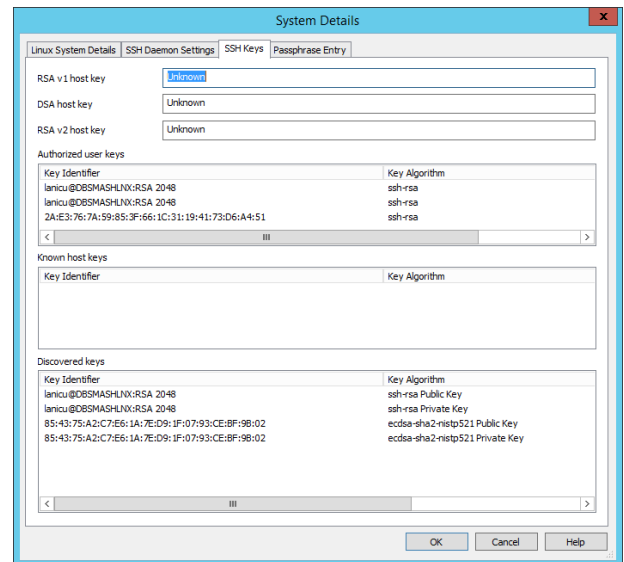 System Details
x
Linux System Details SSH Daemon Settings SSH Keys Passphrase Entry
RSA v1 host key Unknown
DSA host key Unknown
RSA v2 host key Unknown
Authorized user keys
Key Identifier Key Algorithm
lanicu@DBSMASHLNX:RSA 2048 ssh-rsa
lanicu@DBSMASHLNX:RSA 2048 ssh-rsa
2A:E3:76:7A:59:85:3F:66:1C:31:19:41:73:D6:A4:51 ssh-rsa
Known host keys
Key Identifier Key Algorithm
Discovered keys
Key Identifier Key Algorithm
lanicu@DBSMASHLNX:RSA 2048 ssh-rsa Public Key
lanicu@DBSMASHLNX:RSA 2048 ssh-rsa Private Key
85:43:75:A2:C7:E6:1A:7E:D9:1F:07:93:CE:BF:9B:02 ecdsa-sha2-nistp521 Public Key
85:43:75:A2:C7:E6:1A:7E:D9:1F:07:93:CE:BF:9B:02 ecdsa-sha2-nistp521 Private Key
OK Cancel Help